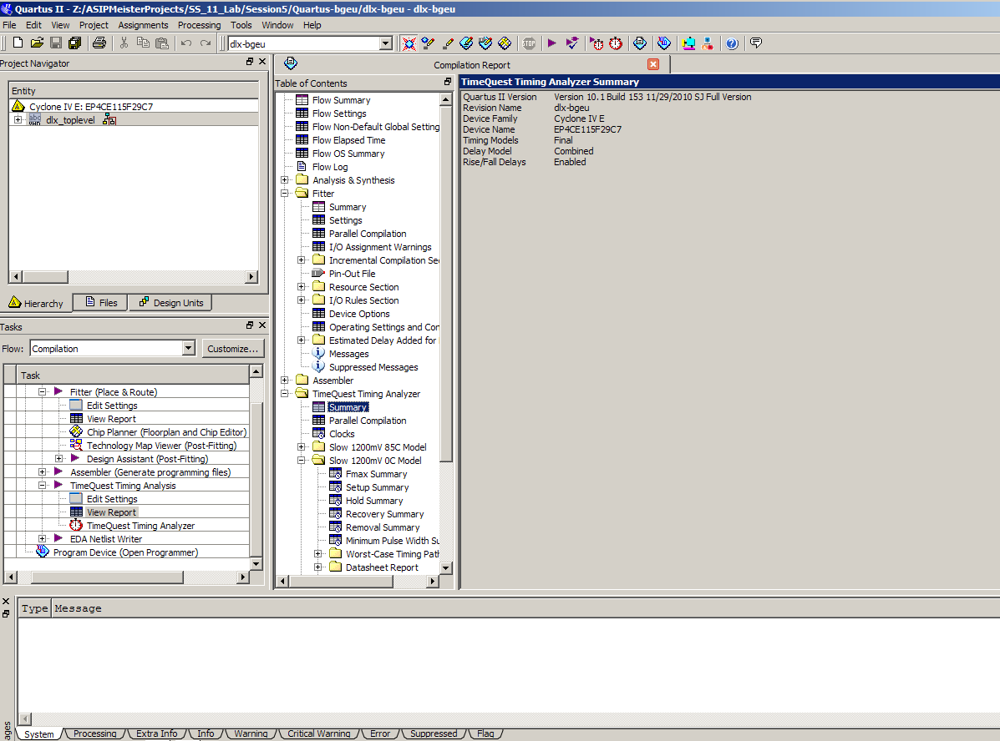 Quartus II - Z:/ASIPMeisterProjects/SS_11_Lab/Session5/Quartus-bgeu/dlx-bgeu - dlx-bgeu
File Edit View Project Assignments Processing Tools Window Help
dlx-bgeu
STOP
Project Navigator
Entity
Cyclone IV E: EP4CE115F29C7
abc VHD dlx_toplevel
Hierarchy Files Design Units
Tasks
Flow: Compilation Customize...
Task
Fitter (Place & Route)
Edit Settings
View Report
Chip Planner (Floorplan and Chip Editor)
Technology Map Viewer (Post-Fitting)
Design Assistant (Post-Fitting)
Assembler (Generate programming files)
TimeQuest Timing Analysis
Edit Settings
View Report
TimeQuest Timing Analyzer
EDA Netlist Writer
Program Device (Open Programmer)
Compilation Report
Table of Contents
Flow Summary
Flow Settings
Flow Non-Default Global Setting
Flow Elapsed Time
Flow OS Summary
Flow Log
Analysis & Synthesis
Fitter
Summary
Settings
Parallel Compilation
I/O Assignment Warnings
Incremental Compilation Sec
Pin-Out File
Resource Section
I/O Rules Section
Device Options
Operating Settings and Con
Estimated Delay Added for
Messages
Suppressed Messages
Assembler
TimeQuest Timing Analyzer
Summary
Parallel Compilation
Clocks
Slow 1200mV 85C Model
Slow 1200mV 0C Model
Fmax Summary
Setup Summary
Hold Summary
Recovery Summary
Removal Summary
Minimum Pulse Width Su
Worst-Case Timing Pat
Datasheet Report
TimeQuest Timing Analyzer Summary
Quartus II Version Version 10.1 Build 153 11/29/2010 SJ Full Version
Revision Name dlx-bgeu
Device Family Cyclone IV E
Device Name EP4CE115F29C7
Timing Models Final
Delay Model Combined
Rise/Fall Delays Enabled
Type Message
ages
System Processing Extra Info Info Warning Critical Warning Error Suppressed Flag